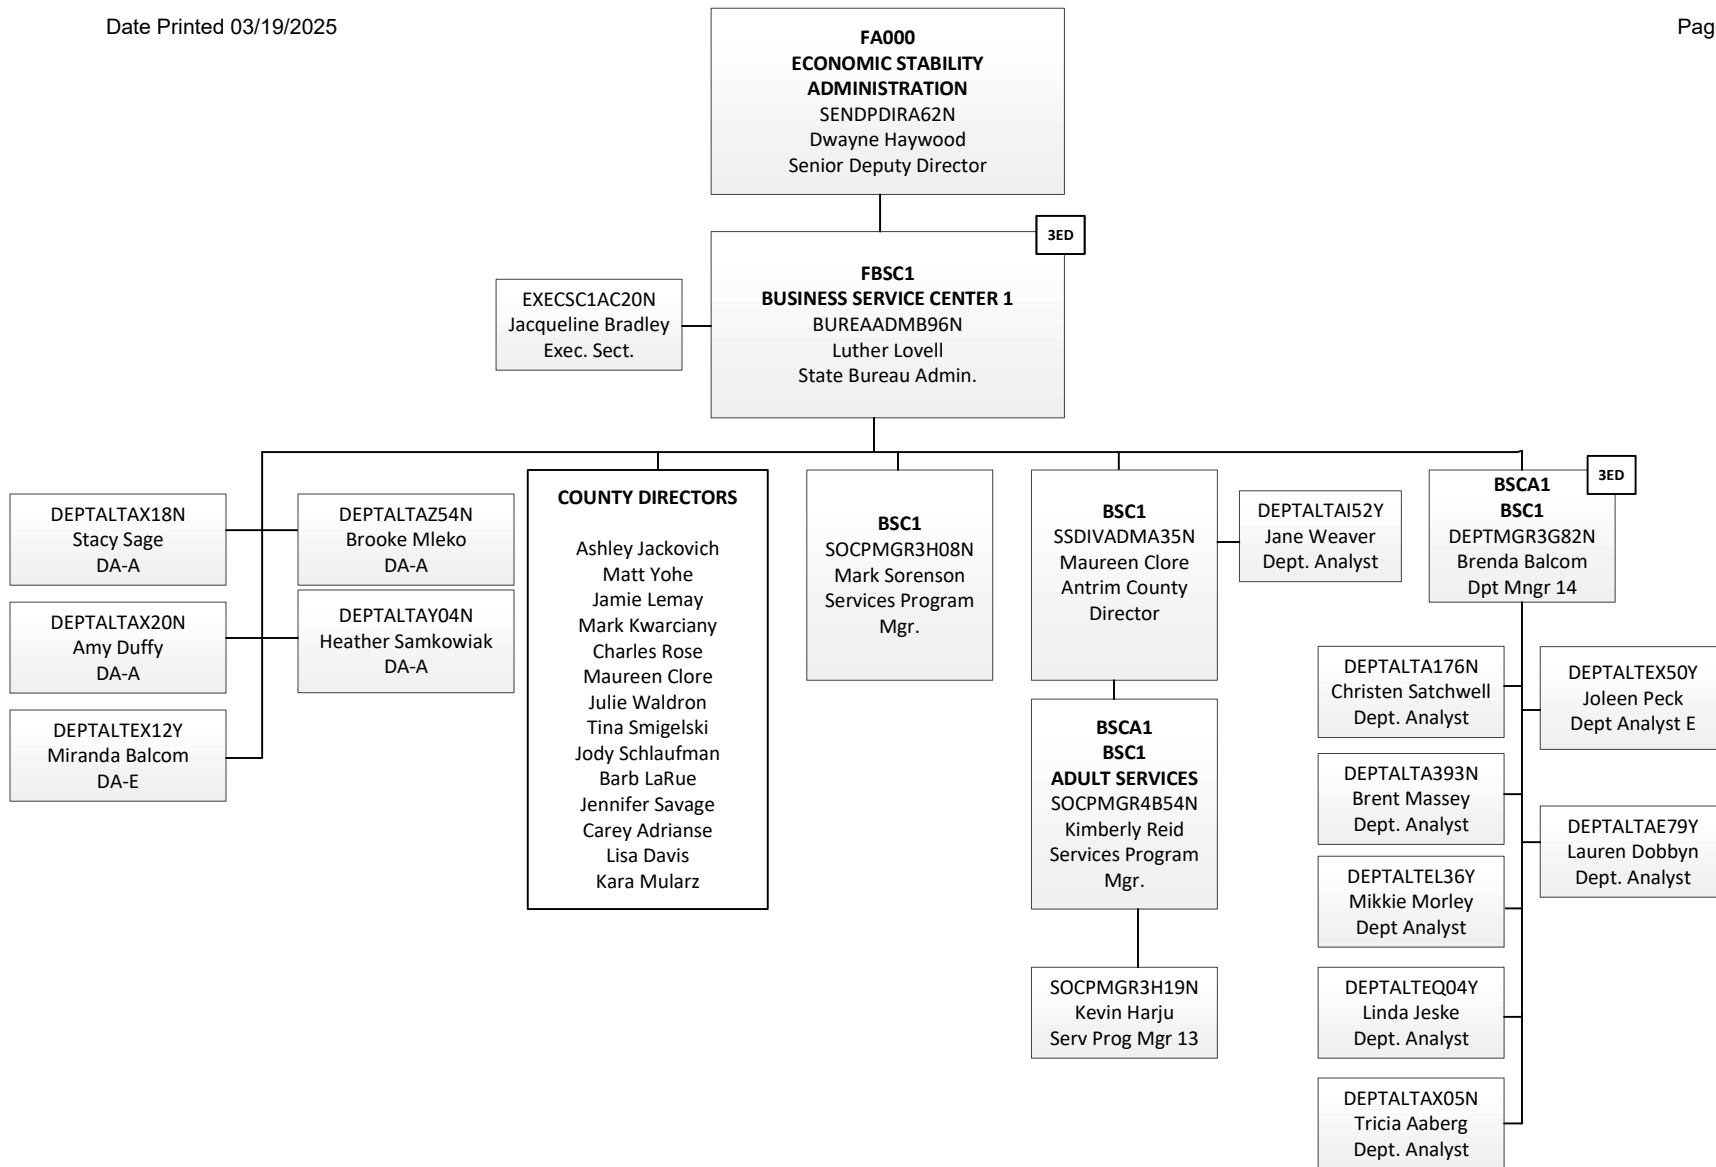 Date Printed 03/19/2025
Pag
FA000
ECONOMIC STABILITY
ADMINISTRATION
SENDPDIRA62N
Dwayne Haywood
Senior Deputy Director
3ED
FBSC1
BUSINESS SERVICE CENTER 1
BUREAADMB96N
Luther Lovell
State Bureau Admin.
EXECSC1AC20N
Jacqueline Bradley
Exec. Sect.
DEPTALTAX18N
Stacy Sage
DA-A
DEPTALTAZ54N
Brooke Mleko
DA-A
DEPTALTAX20N
Amy Duffy
DA-A
DEPTALTAY04N
Heather Samkowiak
DA-A
DEPTALTEX12Y
Miranda Balcom
DA-E
COUNTY DIRECTORS
Ashley Jackovich
Matt Yohe
Jamie Lemay
Mark Kwarciany
Charles Rose
Maureen Clore
Julie Waldron
Tina Smigelski
Jody Schlaufman
Barb LaRue
Jennifer Savage
Carey Adrianse
Lisa Davis
Kara Mularz
BSC1
SOCPMGR3H08N
Mark Sorenson
Services Program
Mgr.
BSC1
SSDIVADMA35N
Maureen Clore
Antrim County
Director
DEPTALTAI52Y
Jane Weaver
Dept. Analyst
BSCA1
BSC1
ADULT SERVICES
SOCPMGR4B54N
Kimberly Reid
Services Program
Mgr.
SOCPMGR3H19N
Kevin Harju
Serv Prog Mgr 13
3ED
BSCA1
BSC1
DEPTMGR3G82N
Brenda Balcom
Dpt Mngr 14
DEPTALTA176N
Christen Satchwell
Dept. Analyst
DEPTALTEX50Y
Joleen Peck
Dept Analyst E
DEPTALTA393N
Brent Massey
Dept. Analyst
DEPTALTAE79Y
Lauren Dobbyn
Dept. Analyst
DEPTALTEL36Y
Mikkie Morley
Dept Analyst
DEPTALTEQ04Y
Linda Jeske
Dept. Analyst
DEPTALTAX05N
Tricia Aaberg
Dept. Analyst